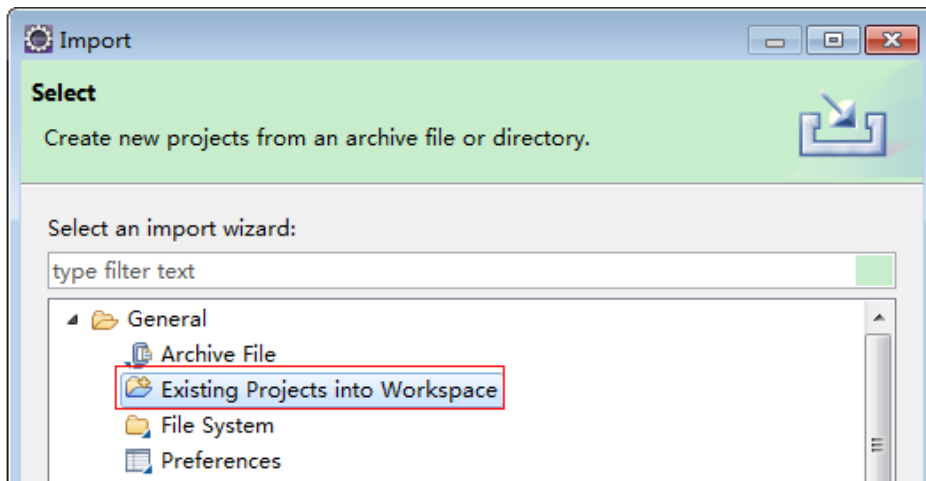 Import
Select
Create new projects from an archive file or directory.
Select an import wizard:
type filter text
General
Archive File
Existing Projects into Workspace
File System
Preferences